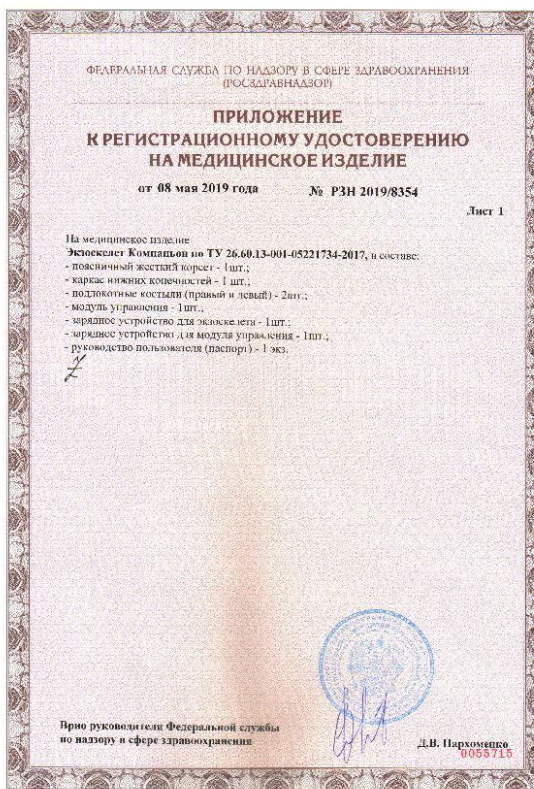 ФЕДЕРАЛЬНАЯ СЛУЖБА ПО НАДЗОРУ В СФЕРЕ ЗДРАВООХРАНЕНИЯ
(РОСЗДРАВНАДЗОР)
ПРИЛОЖЕНИЕ
К РЕГИСТРАЦИОННОМУ УДОСТОВЕРЕНИЮ
НА МЕДИЦИНСКОЕ ИЗДЕЛИЕ
от 08 мая 2019 года № РЗН 2019/8354
Лист 1
На медицинское изделие
Экзоскелет Компаньон по ТУ 26.60.13-001-05221734-2017, в составе:
- поясничный жесткий корсет - 1шт.;
- каркас нижних конечностей - 1 шт.;
- подлокотные костыли (правый и левый) - 2шт.;
- модуль управления - 1шт.;
- зарядное устройство для экзоскелета - 1шт.;
- зарядное устройство для модуля управления - 1шт.;
- руководство пользователя (паспорт) - 1 экз.
Врио руководителя Федеральной службы
по надзору в сфере здравоохранения
Д.В. Пархоменко
0055715